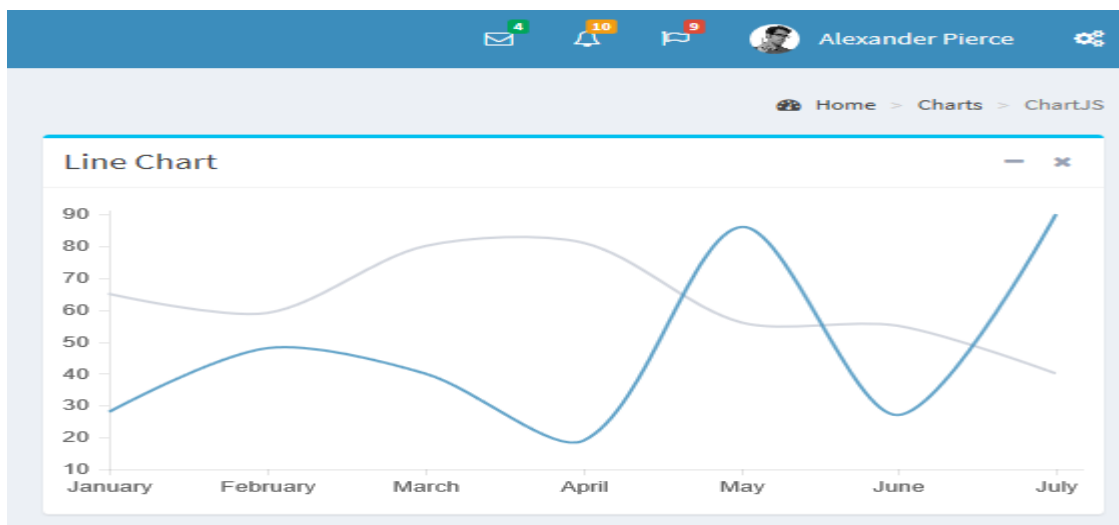 4 10 9 Alexander Pierce
Home > Charts > ChartJS
Line Chart
90
80
70
60
50
40
30
20
10
January February March April May June July